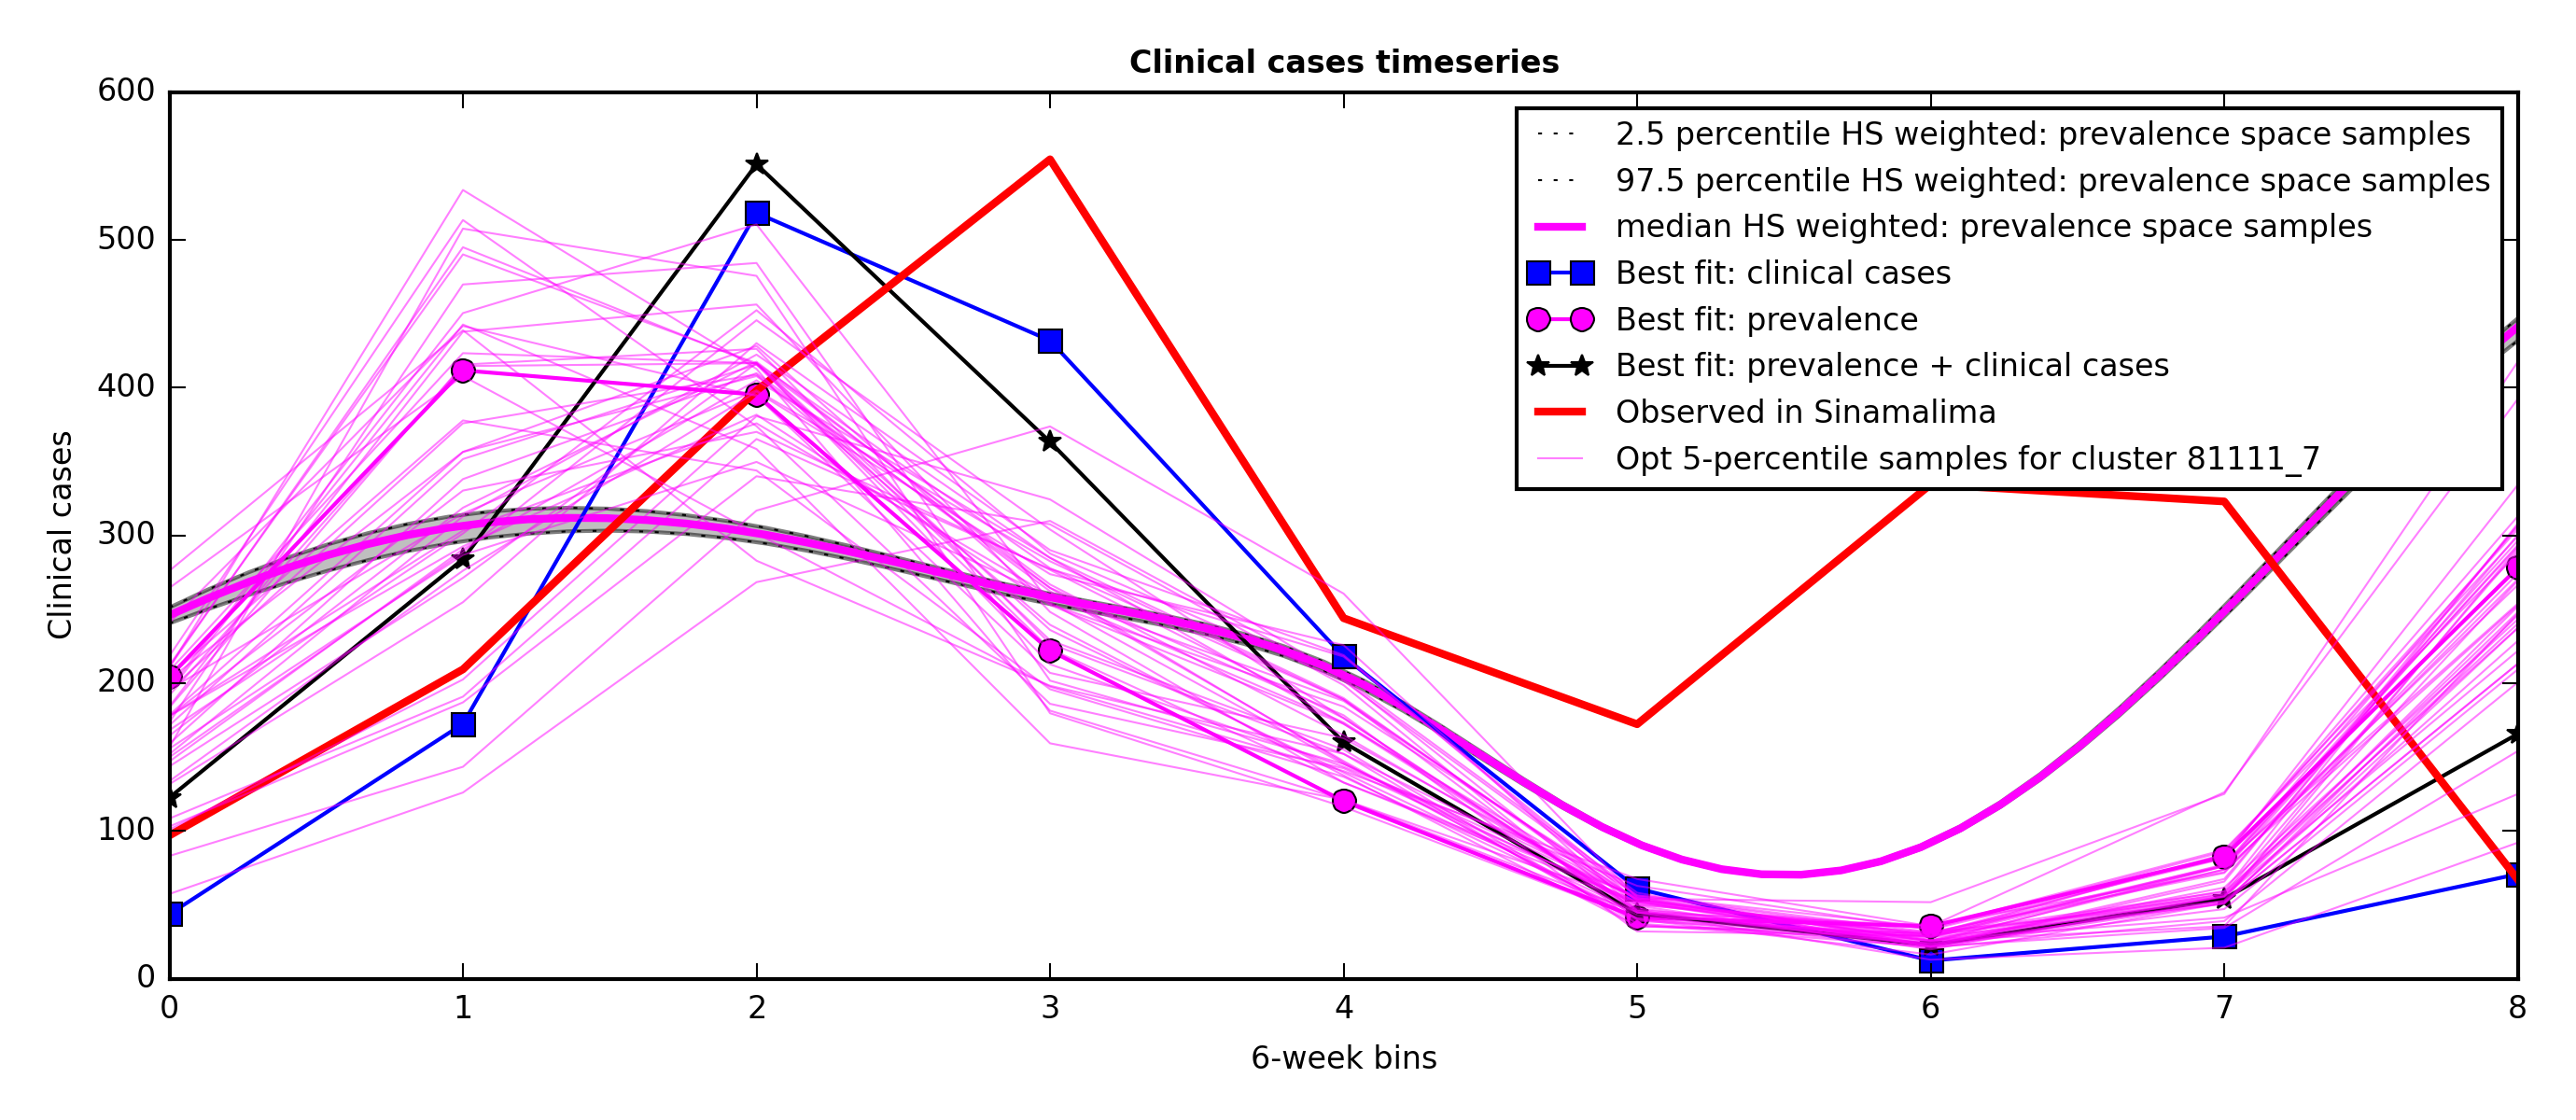 Clinical cases timeseries
600
500
400
300
200
100
0
Clinical cases
2.5 percentile HS weighted: prevalence space samples
97.5 percentile HS weighted: prevalence space samples
median HS weighted: prevalence space samples
Best fit: clinical cases
Best fit: prevalence
Best fit: prevalence + clinical cases
Observed in Sinamalima
Opt 5-percentile samples for cluster 81111_7
0 1 2 3 4 5 6 7 8
6-week bins